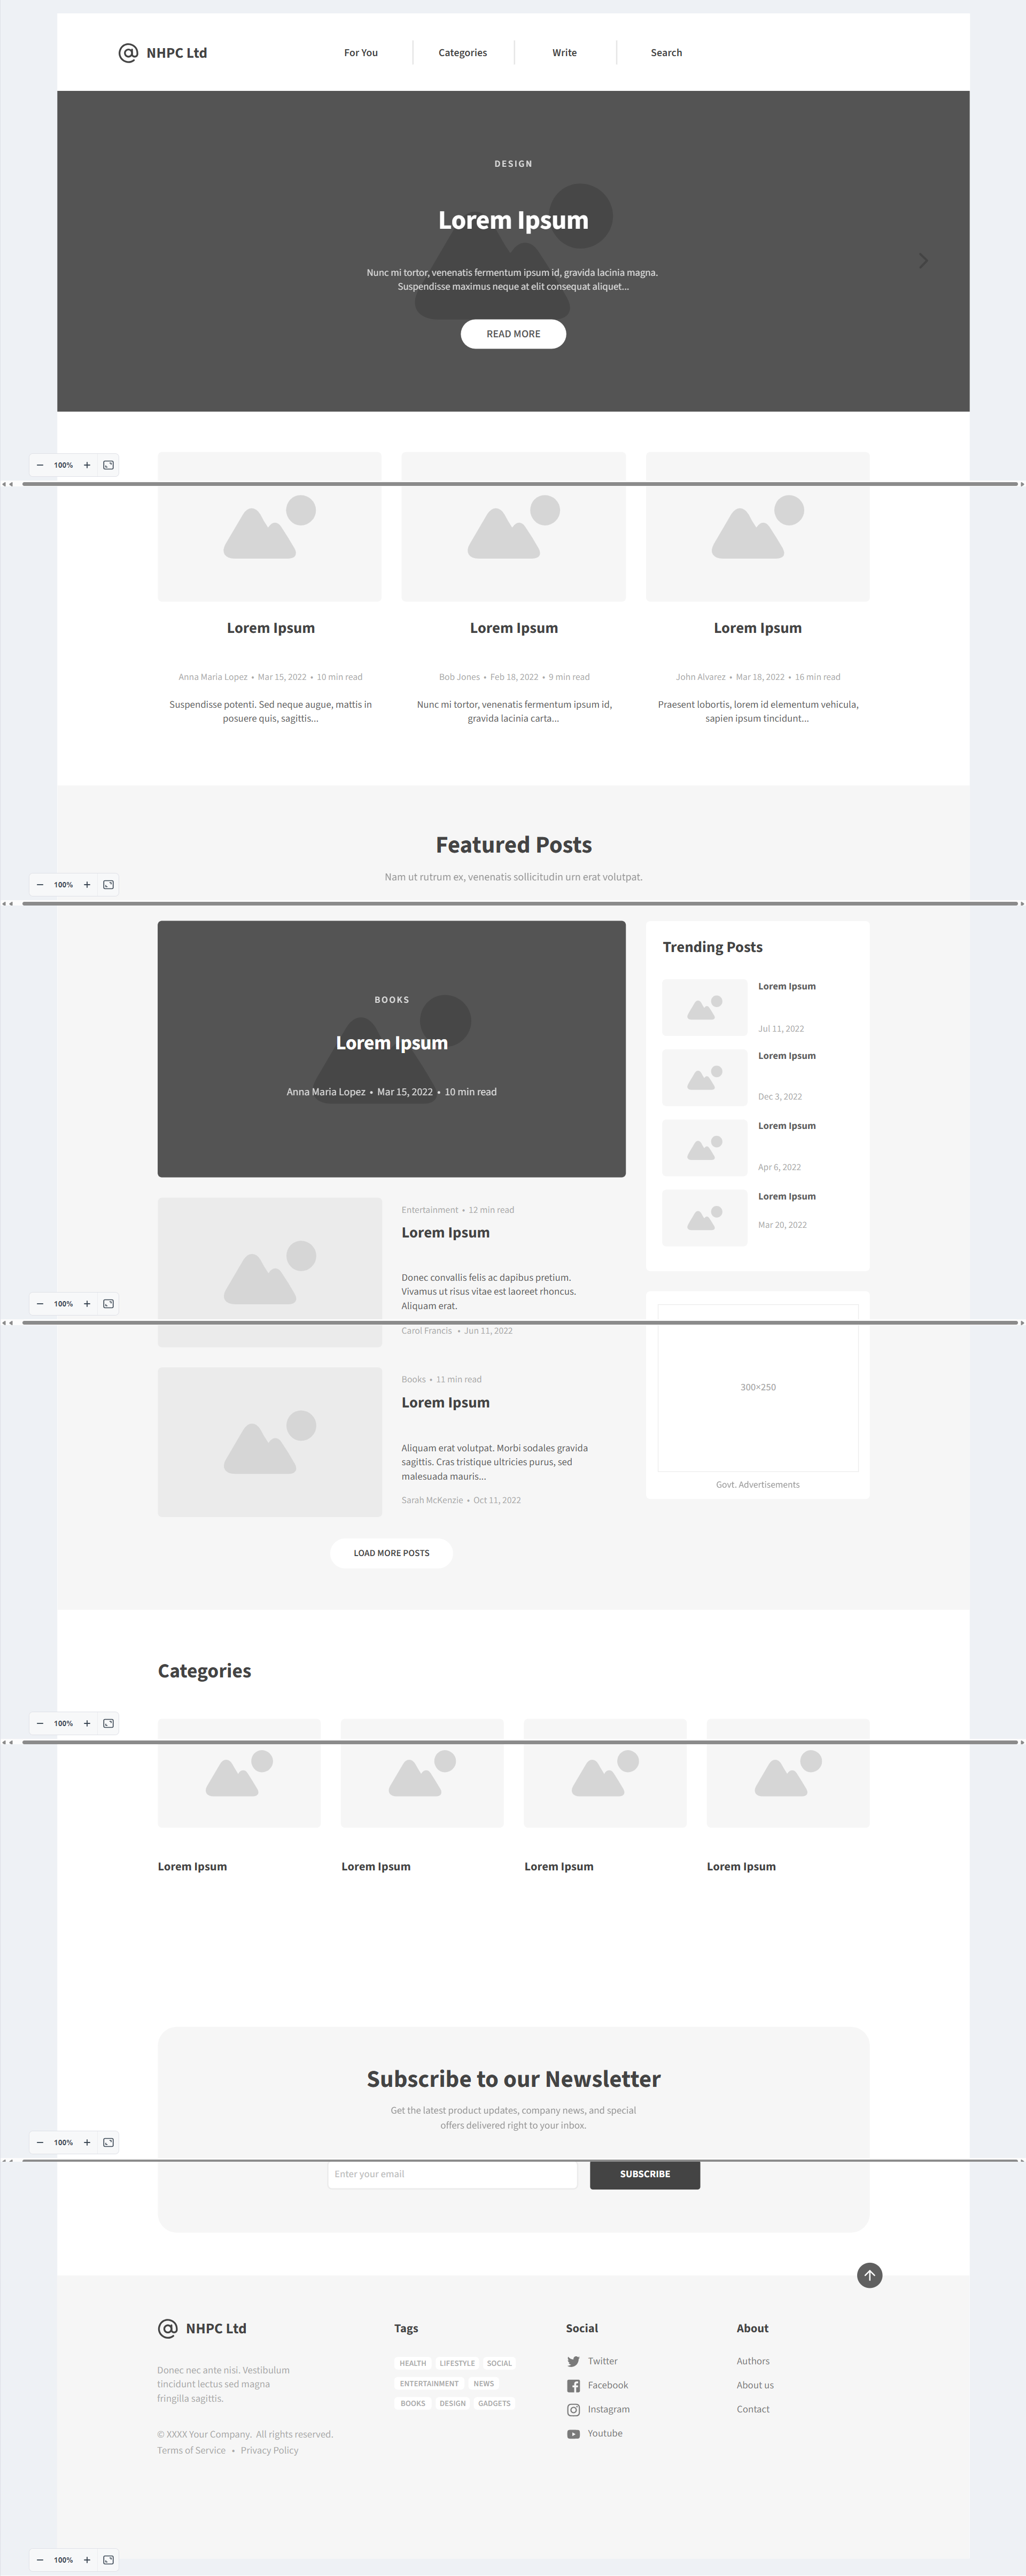 NHPC Ltd
For You
Categories
Write
Search
DESIGN
Lorem Ipsum
Nunc mi tortor, venenatis fermentum ipsum id, gravida lacinia magna.
Suspendisse maximus neque at elit consequat aliquet...
READ MORE
100%
Lorem Ipsum
Anna Maria Lopez • Mar 15, 2022 • 10 min read
Suspendisse potenti. Sed neque augue, mattis in
posuere quis, sagittis...
Lorem Ipsum
Bob Jones • Feb 18, 2022 • 9 min read
Nunc mi tortor, venenatis fermentum ipsum id,
gravida lacinia carta...
Lorem Ipsum
John Alvarez • Mar 18, 2022 • 16 min read
Praesent lobortis, lorem id elementum vehicula,
sapien ipsum tincidunt...
Featured Posts
Nam ut rutrum ex, venenatis sollicitudin urn erat volutpat.
100%
BOOKS
Lorem Ipsum
Anna Maria Lopez • Mar 15, 2022 • 10 min read
Trending Posts
Lorem Ipsum
Jul 11, 2022
Lorem Ipsum
Dec 3, 2022
Lorem Ipsum
Apr 6, 2022
Lorem Ipsum
Mar 20, 2022
Entertainment • 12 min read
Lorem Ipsum
Donec convallis felis ac dapibus pretium.
Vivamus ut risus vitae est laoreet rhoncus.
Aliquam erat.
100%
Carol Francis • Jun 11, 2022
Books • 11 min read
Lorem Ipsum
Aliquam erat volutpat. Morbi sodales gravida
sagittis. Cras tristique ultricies purus, sed
malesuada mauris...
Sarah McKenzie • Oct 11, 2022
300×250
Govt. Advertisements
LOAD MORE POSTS
Categories
100%
Lorem Ipsum
Lorem Ipsum
Lorem Ipsum
Lorem Ipsum
Subscribe to our Newsletter
Get the latest product updates, company news, and special
offers delivered right to your inbox.
100%
Enter your email
SUBSCRIBE
NHPC Ltd
Donec nec ante nisi. Vestibulum
tincidunt lectus sed magna
fringilla sagittis.
© XXXX Your Company. All rights reserved.
Terms of Service • Privacy Policy
Tags
HEALTH LIFESTYLE SOCIAL
ENTERTAINMENT NEWS
BOOKS DESIGN GADGETS
Social
Twitter
Facebook
Instagram
Youtube
About
Authors
About us
Contact
100%